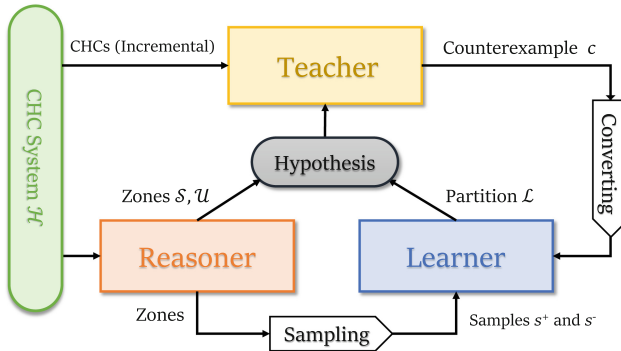 CHCs (Incremental)
Teacher
Counterexample c
CHC System ℋ
Converting
Hypothesis
Zones 𝒮, 𝒰
Partition ℒ
Reasoner
Learner
Zones
Sampling
Samples s⁺ and s⁻